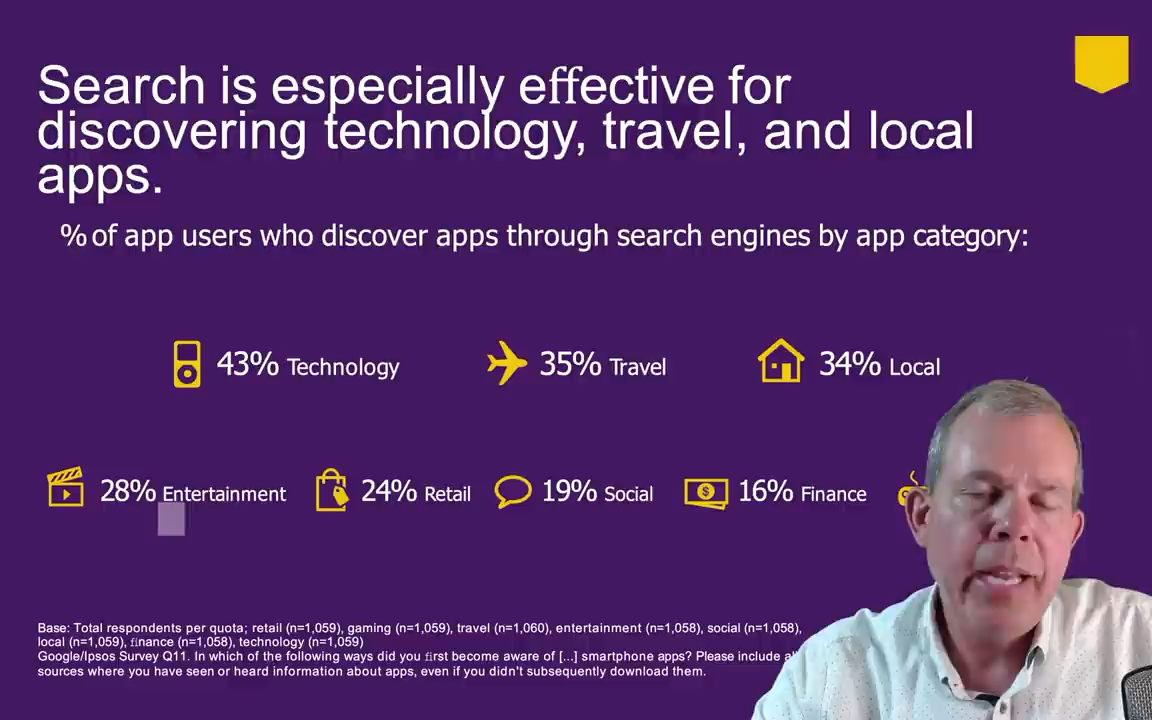 Search is especially effective for
discovering technology, travel, and local
apps.
% of app users who discover apps through search engines by app category:
43% Technology
35% Travel
34% Local
28% Entertainment
24% Retail
19% Social
16% Finance
Base: Total respondents per quota; retail (n=1,059), gaming (n=1,059), travel (n=1,060), entertainment (n=1,058), social (n=1,058),
local (n=1,059), finance (n=1,058), technology (n=1,059)
Google/Ipsos Survey Q11. In which of the following ways did you first become aware of [...] smartphone apps? Please include
sources where you have seen or heard information about apps, even if you didn't subsequently download them.